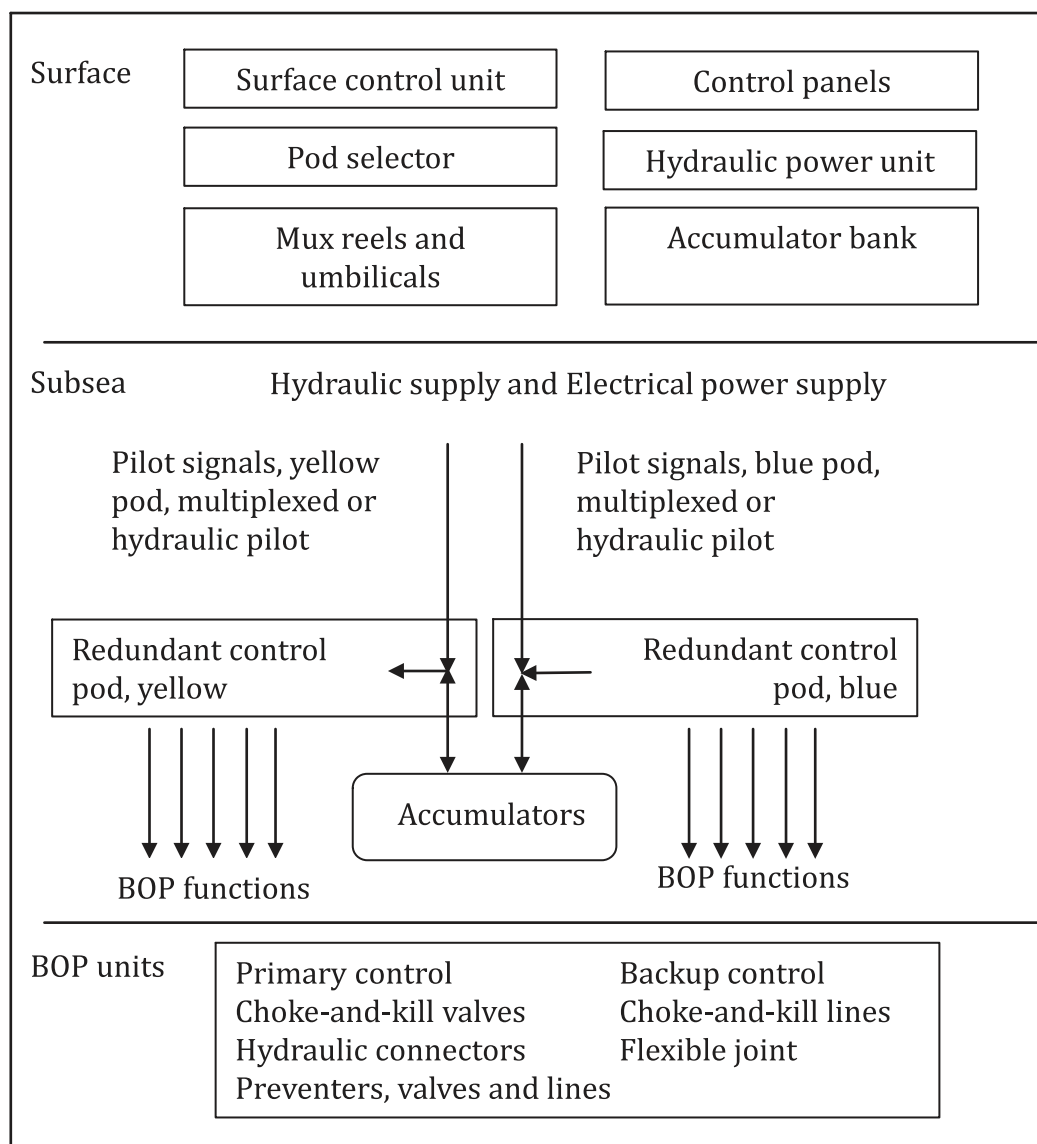 Surface
Surface control unit
Control panels
Pod selector
Hydraulic power unit
Mux reels and
umbilicals
Accumulator bank
Subsea
Hydraulic supply and Electrical power supply
Pilot signals, yellow
pod, multiplexed or
hydraulic pilot
Pilot signals, blue pod,
multiplexed or
hydraulic pilot
Redundant control
pod, yellow
Redundant control
pod, blue
Accumulators
BOP functions
BOP functions
BOP units
Primary control
Backup control
Choke-and-kill valves
Choke-and-kill lines
Hydraulic connectors
Flexible joint
Preventers, valves and lines